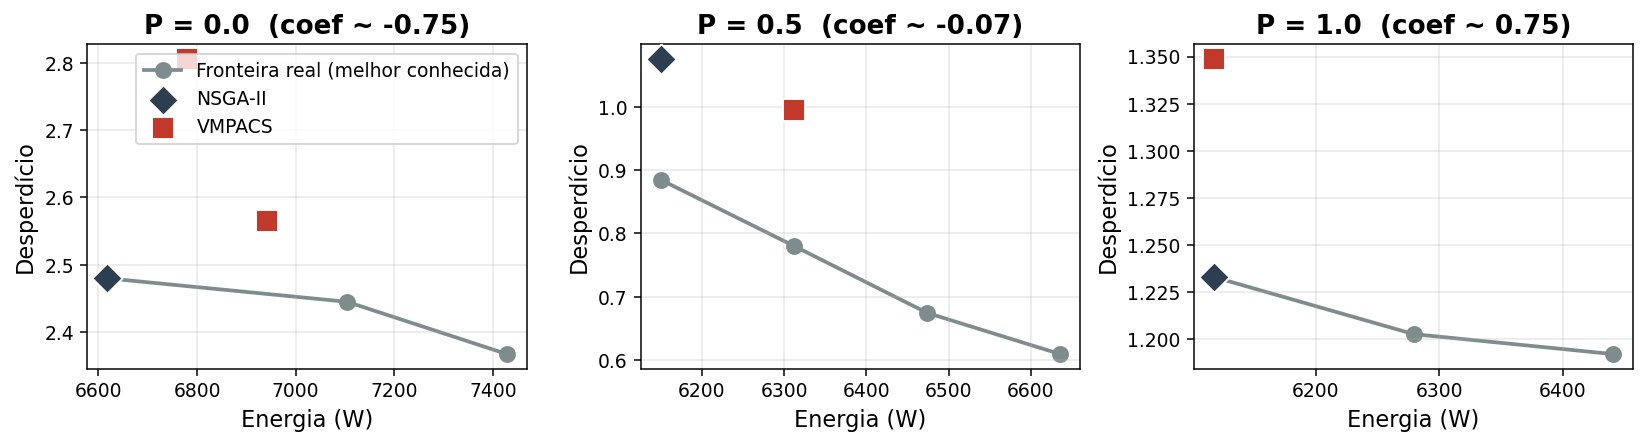 P = 0.0  (coef ~ -0.75)
2.8
2.7
2.6
2.5
2.4
Desperdício
Fronteira real (melhor conhecida)
NSGA-II
VMPACS
6600 6800 7000 7200 7400
Energia (W)
P = 0.5  (coef ~ -0.07)
1.0
0.9
0.8
0.7
0.6
Desperdício
6200 6300 6400 6500 6600
Energia (W)
P = 1.0  (coef ~ 0.75)
1.350
1.325
1.300
1.275
1.250
1.225
1.200
Desperdício
6200 6300 6400
Energia (W)